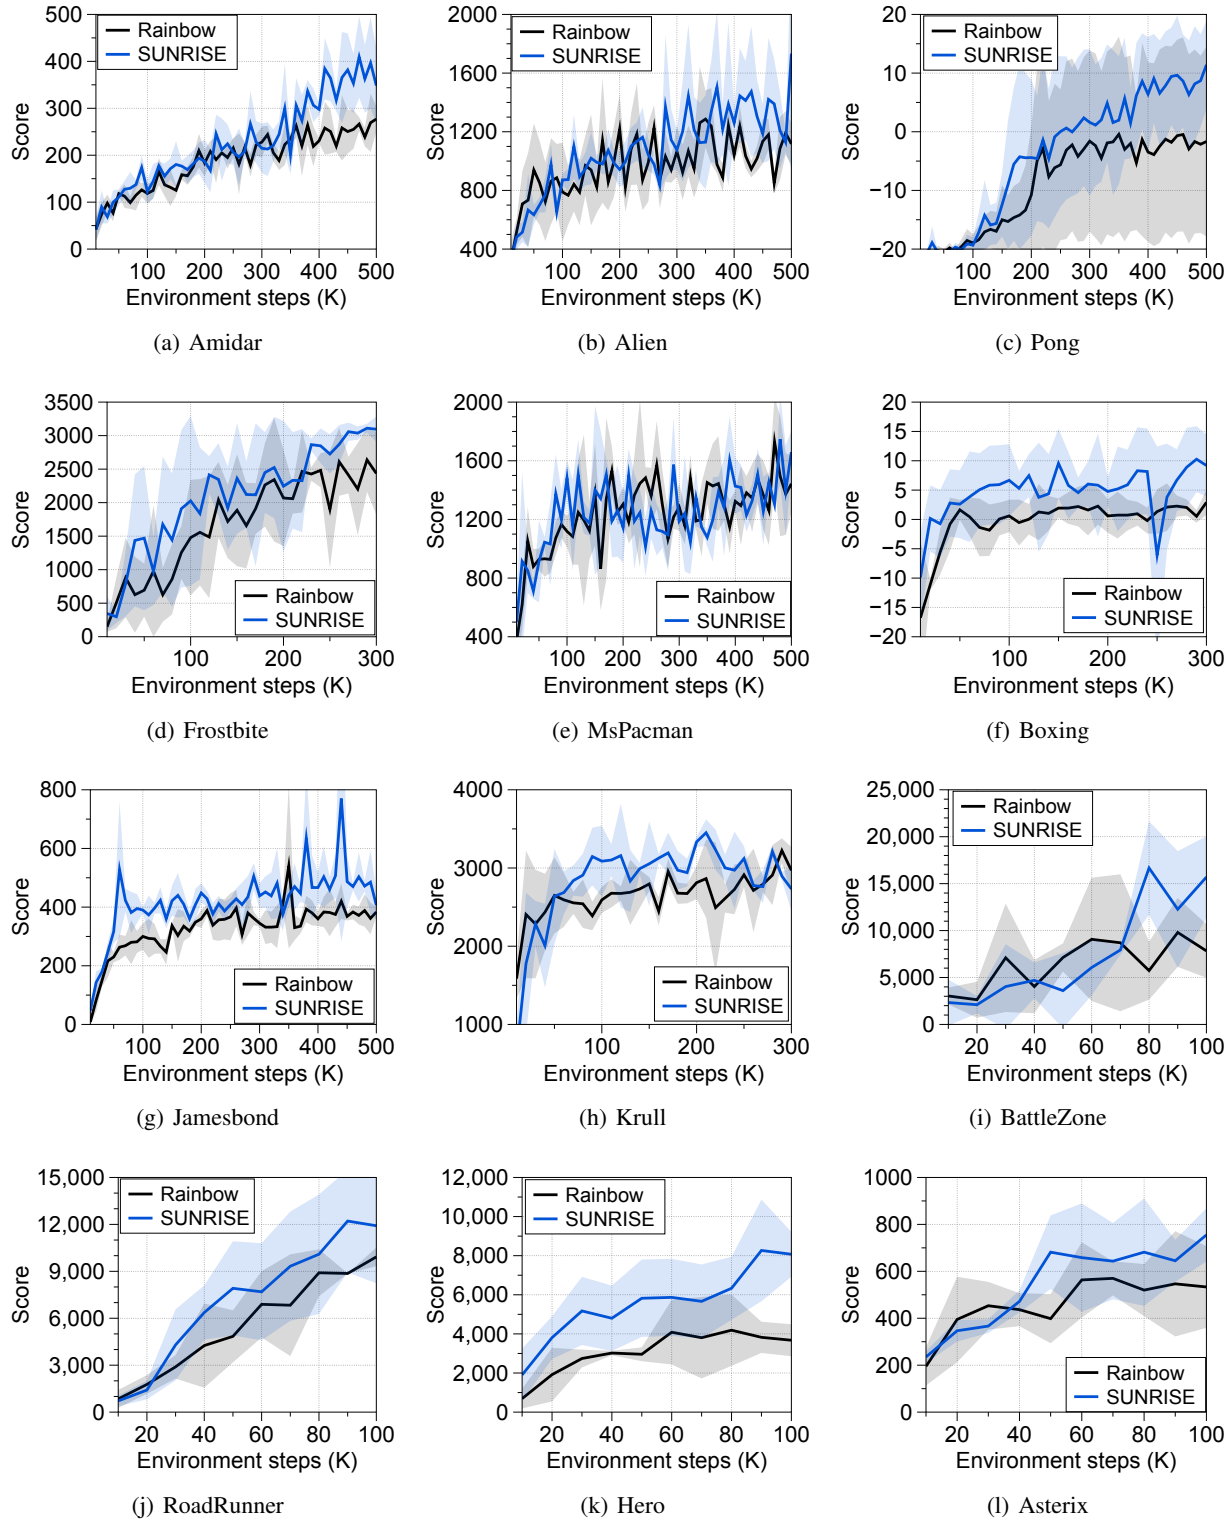 500
400
300
200
100
0
Score
Rainbow
SUNRISE
100 200 300 400 500
Environment steps (K)
(a) Amidar
2000
1600
1200
800
400
Score
Rainbow
SUNRISE
100 200 300 400 500
Environment steps (K)
(b) Alien
20
10
0
−10
−20
Score
Rainbow
SUNRISE
100 200 300 400 500
Environment steps (K)
(c) Pong
3500
3000
2500
2000
1500
1000
500
0
Score
Rainbow
SUNRISE
100 200 300
Environment steps (K)
(d) Frostbite
2000
1600
1200
800
400
Score
Rainbow
SUNRISE
100 200 300 400 500
Environment steps (K)
(e) MsPacman
20
15
10
5
0
−5
−10
−15
−20
Score
Rainbow
SUNRISE
100 200 300
Environment steps (K)
(f) Boxing
800
600
400
200
0
Score
Rainbow
SUNRISE
100 200 300 400 500
Environment steps (K)
(g) Jamesbond
4000
3000
2000
1000
Score
Rainbow
SUNRISE
100 200 300
Environment steps (K)
(h) Krull
25,000
20,000
15,000
10,000
5,000
0
Score
Rainbow
SUNRISE
20 40 60 80 100
Environment steps (K)
(i) BattleZone
15,000
12,000
9,000
6,000
3,000
0
Score
Rainbow
SUNRISE
20 40 60 80 100
Environment steps (K)
(j) RoadRunner
12,000
10,000
8,000
6,000
4,000
2,000
0
Score
Rainbow
SUNRISE
20 40 60 80 100
Environment steps (K)
(k) Hero
1000
800
600
400
200
0
Score
Rainbow
SUNRISE
20 40 60 80 100
Environment steps (K)
(l) Asterix